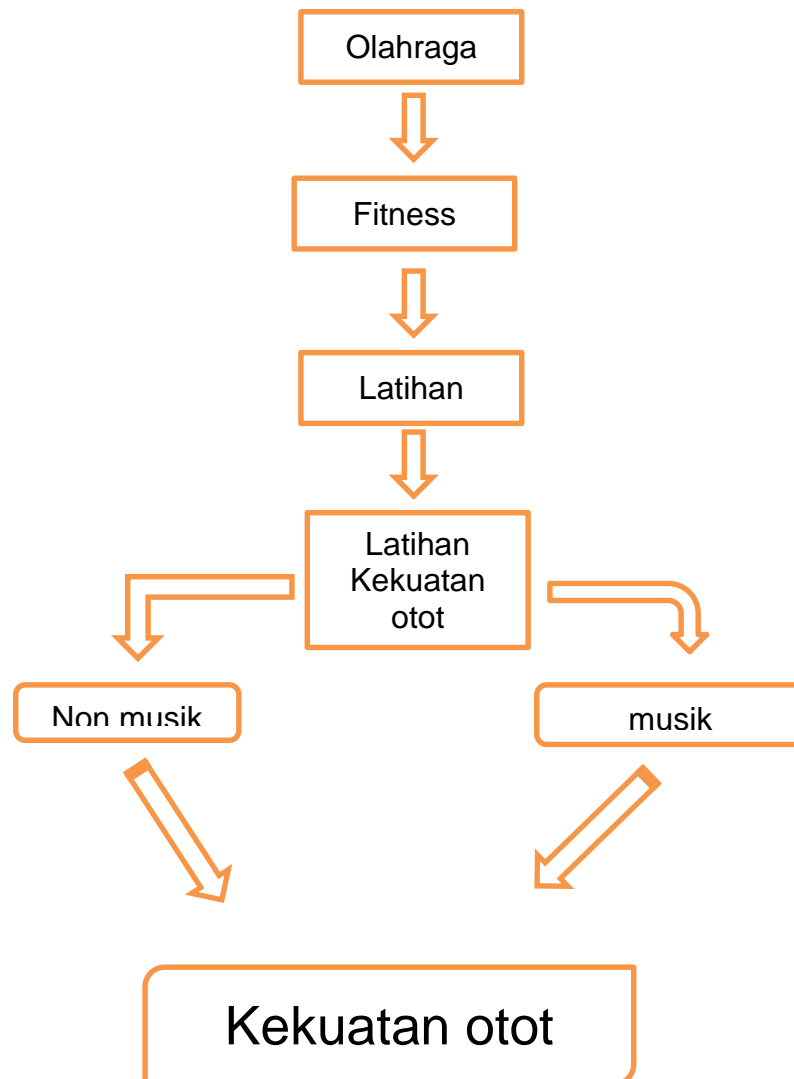 Olahraga
Fitness
Latihan
Latihan
Kekuatan
otot
Non musik
musik
Kekuatan otot